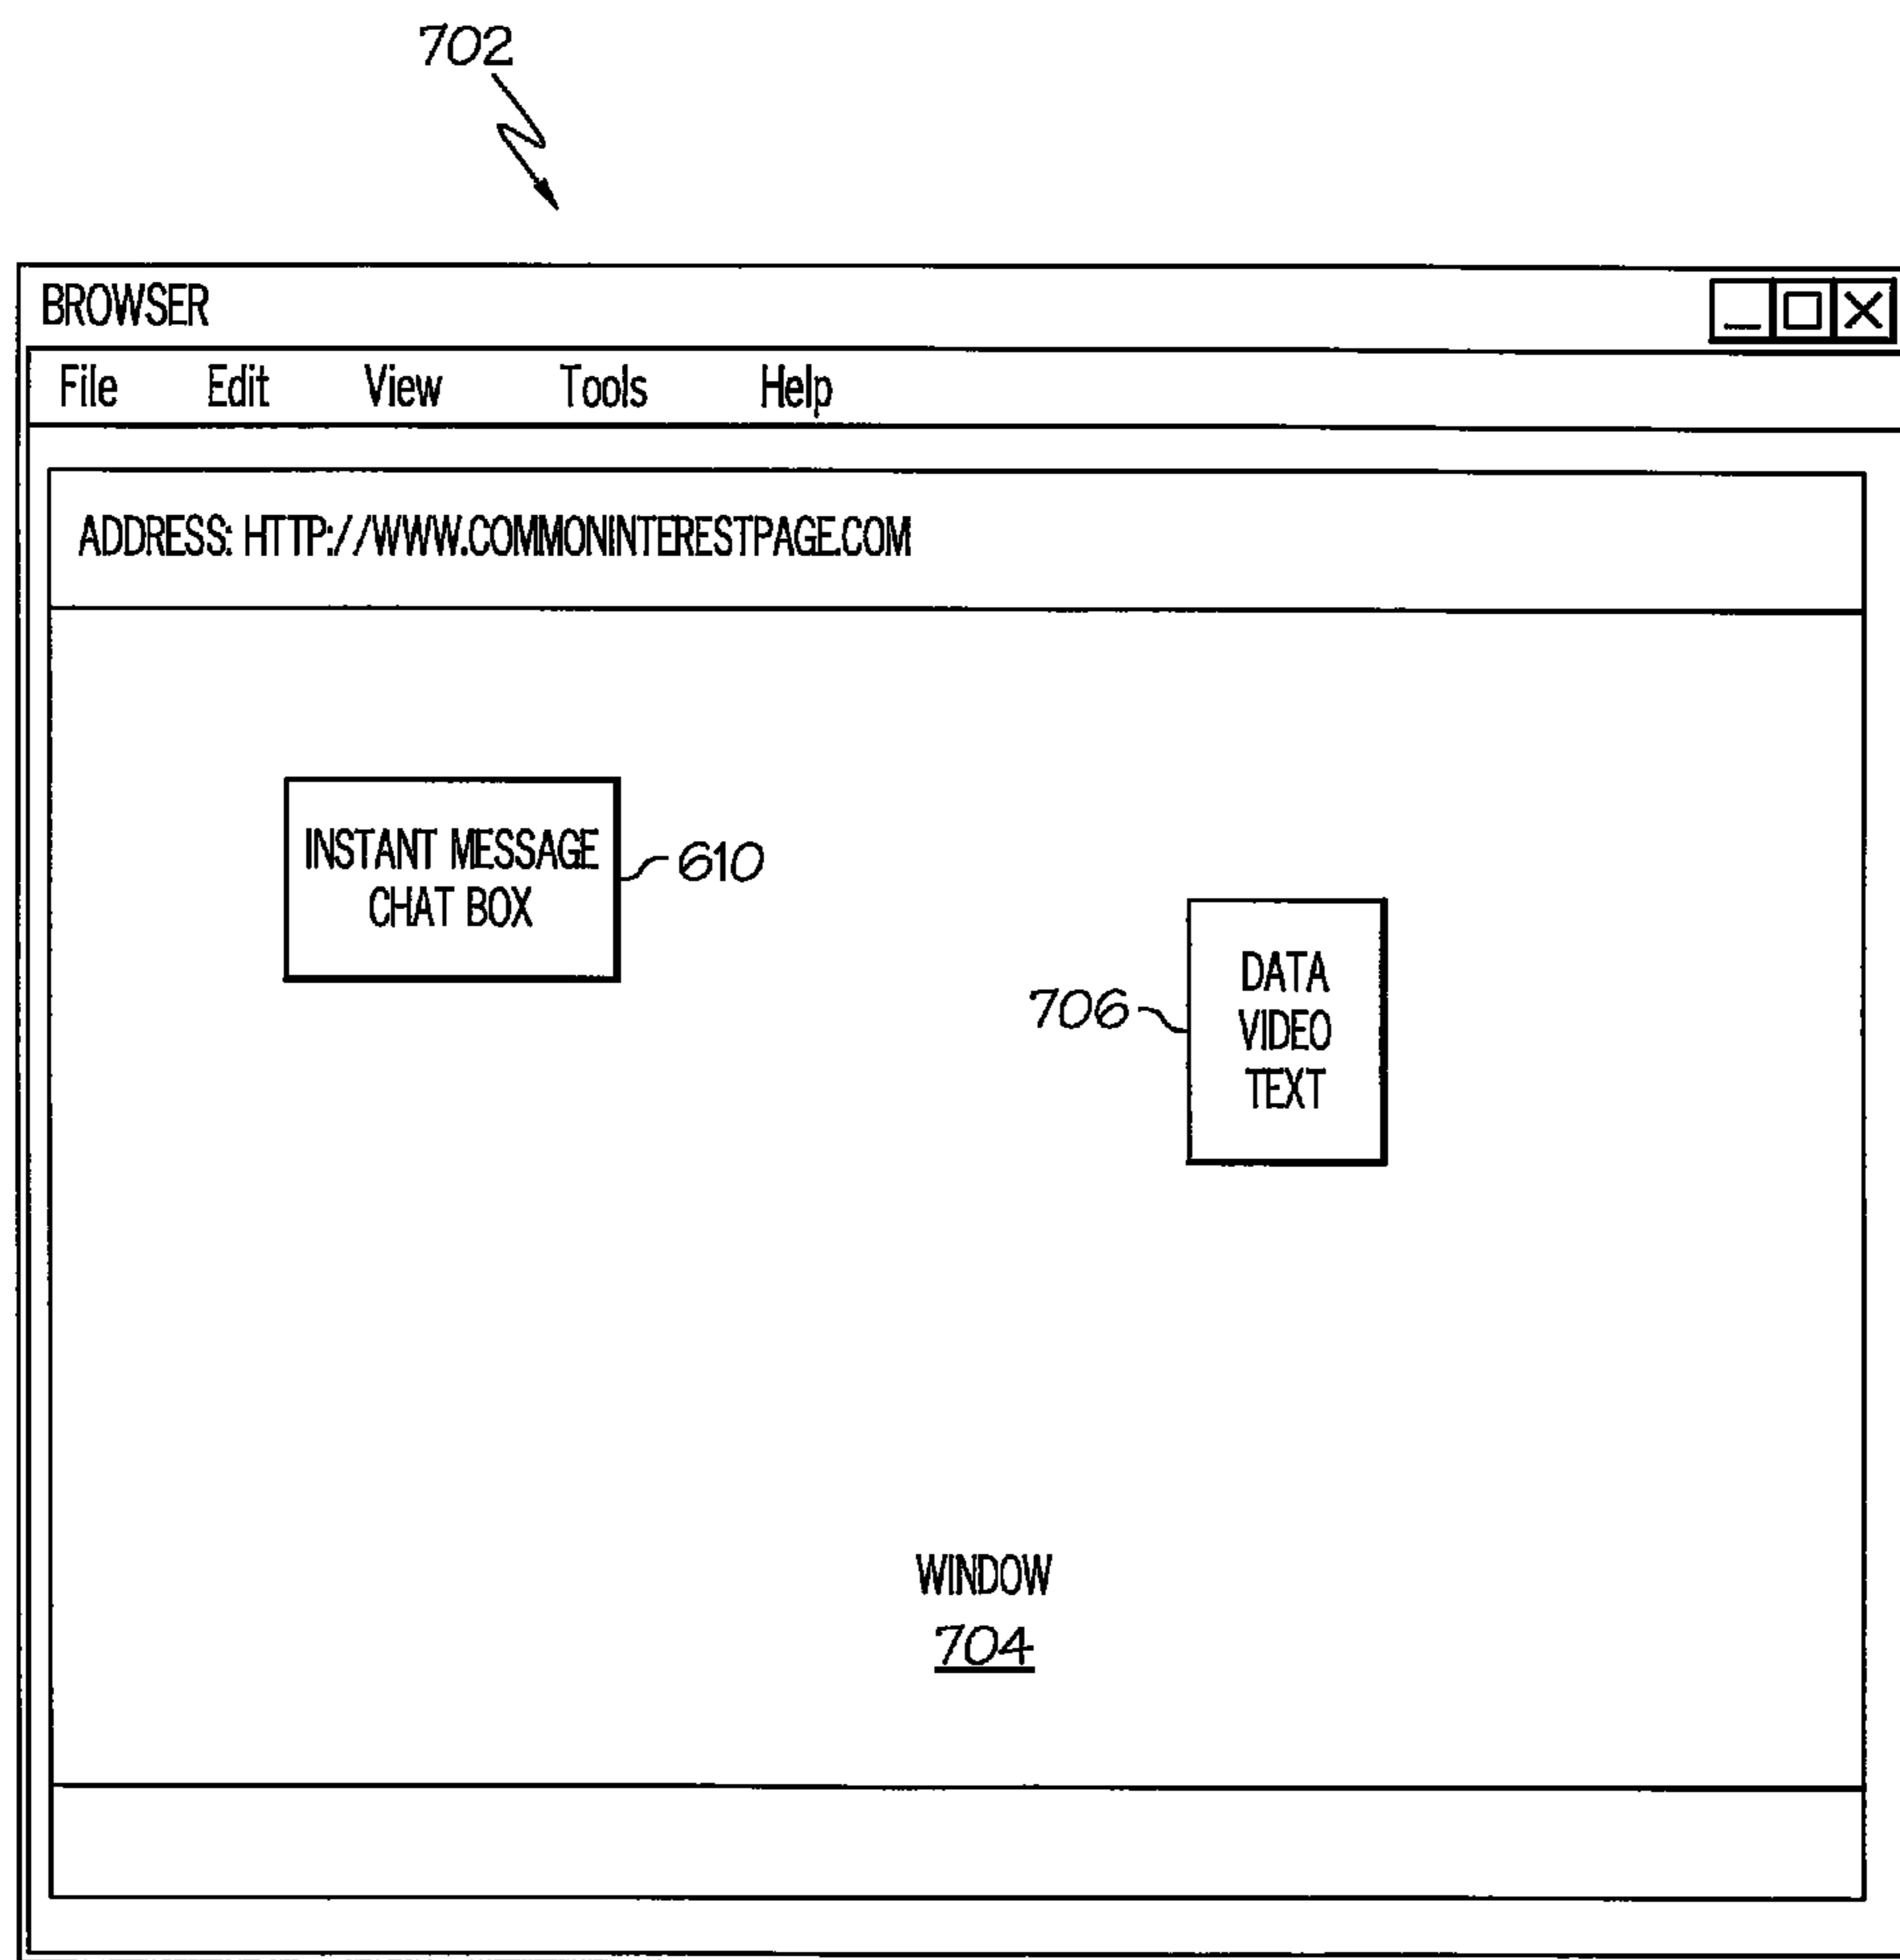 702
BROWSER
File Edit View Tools Help
ADDRESS: HTTP://WWW.COMMONINTERESTPAGE.COM
INSTANT MESSAGE
CHAT BOX
610
706
DATA
VIDEO
TEXT
WINDOW
704